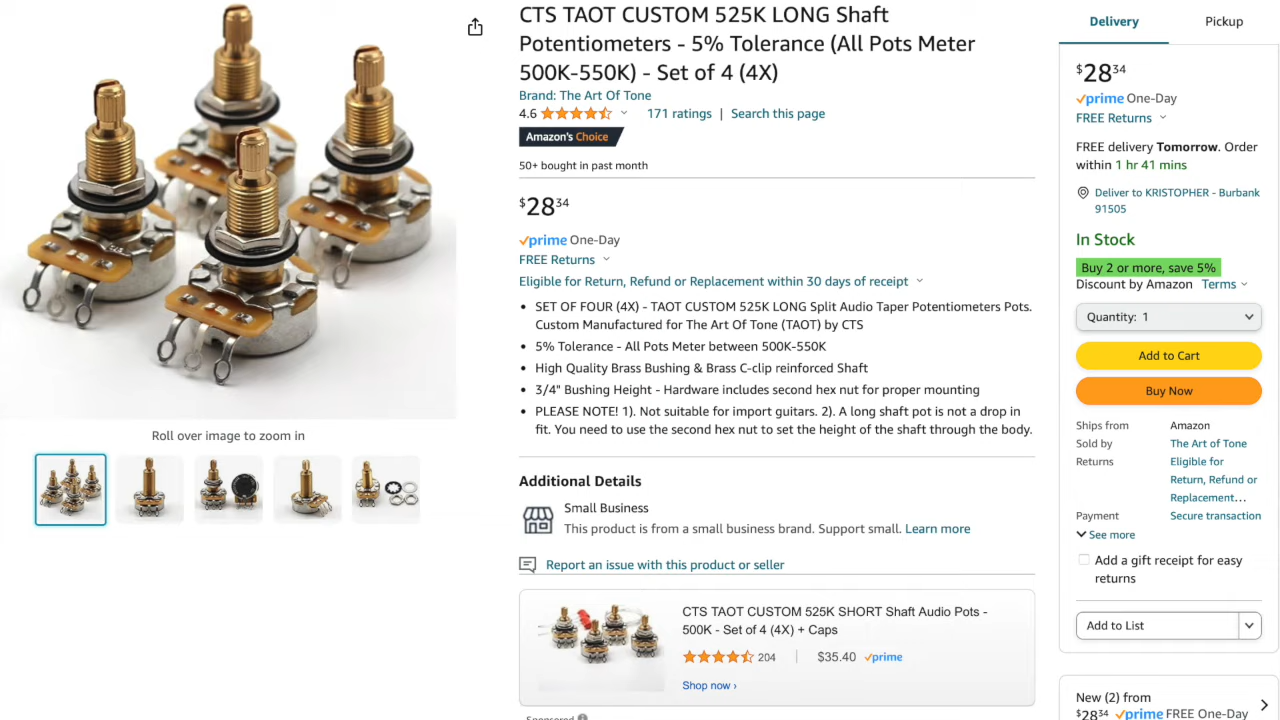 CTS TAOT CUSTOM 525K LONG Shaft
Potentiometers - 5% Tolerance (All Pots Meter
500K-550K) - Set of 4 (4X)
Brand: The Art Of Tone
4.6
171 ratings | Search this page
Amazon's Choice
50+ bought in past month
$28 34
prime One-Day
FREE Returns
Eligible for Return, Refund or Replacement within 30 days of receipt
• SET OF FOUR (4X) - TAOT CUSTOM 525K LONG Split Audio Taper Potentiometers Pots.
Custom Manufactured for The Art Of Tone (TAOT) by CTS
• 5% Tolerance - All Pots Meter between 500K-550K
• High Quality Brass Bushing & Brass C-clip reinforced Shaft
• 3/4" Bushing Height - Hardware includes second hex nut for proper mounting
• PLEASE NOTE! 1). Not suitable for import guitars. 2). A long shaft pot is not a drop in
fit. You need to use the second hex nut to set the height of the shaft through the body.
Roll over image to zoom in
Additional Details
Small Business
This product is from a small business brand. Support small. Learn more
Report an issue with this product or seller
CTS TAOT CUSTOM 525K SHORT Shaft Audio Pots -
500K - Set of 4 (4X) + Caps
204 | $35.40 prime
Shop now ›
Sponsored
Delivery
Pickup
$28 34
prime One-Day
FREE Returns
FREE delivery Tomorrow. Order
within 1 hr 41 mins
Deliver to KRISTOPHER - Burbank
91505
In Stock
Buy 2 or more, save 5%
Discount by Amazon Terms
Quantity: 1
Add to Cart
Buy Now
Ships from Amazon
Sold by The Art of Tone
Returns Eligible for
Return, Refund or
Replacement…
Payment Secure transaction
See more
Add a gift receipt for easy
returns
Add to List
New (2) from
$28 34 prime FREE One-Day